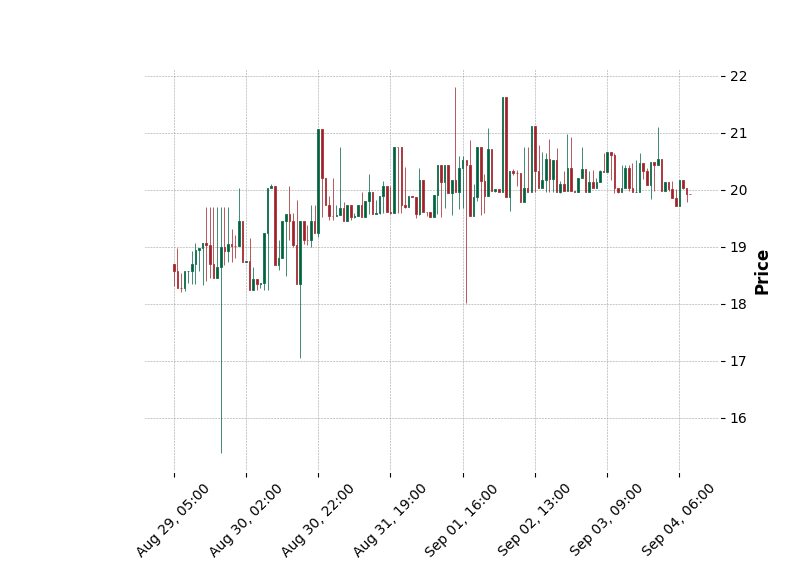 22
21
20
19
18
17
16
Price
Aug 29, 05:00
Aug 30, 02:00
Aug 30, 22:00
Aug 31, 19:00
Sep 01, 16:00
Sep 02, 13:00
Sep 03, 09:00
Sep 04, 06:00